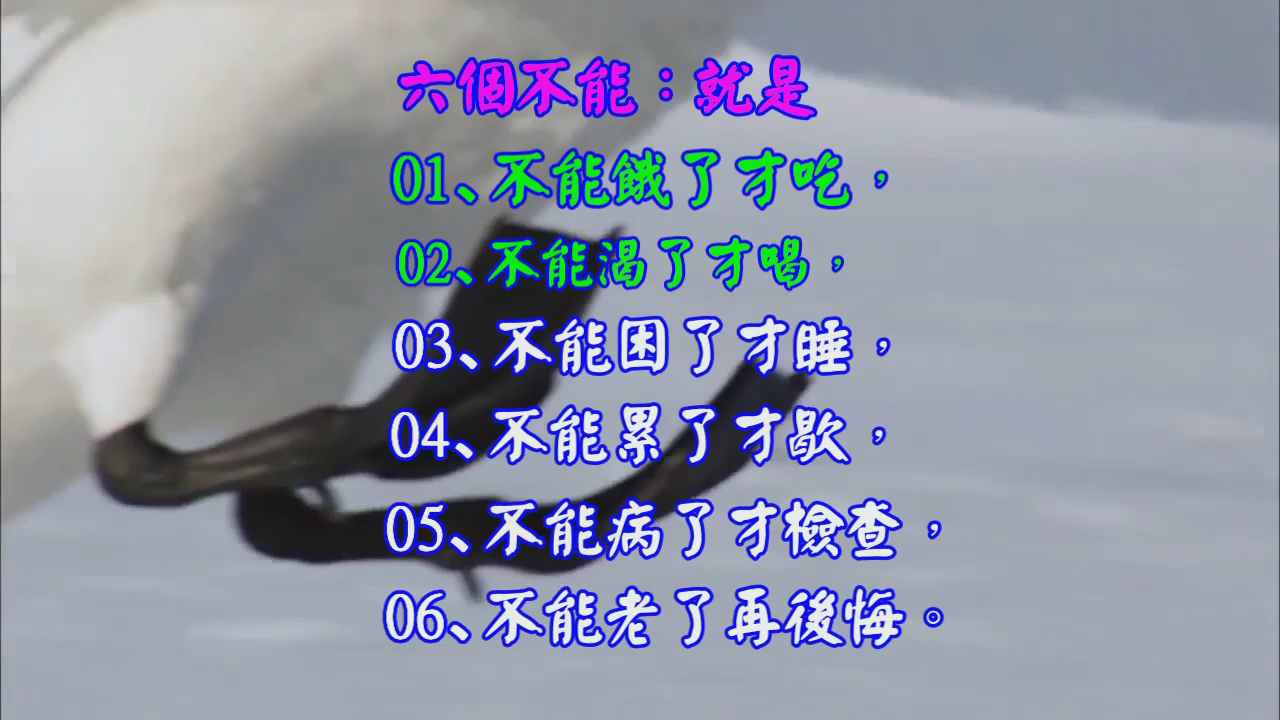 六個不能：就是
01、不能餓了才吃，
02、不能渴了才喝，
03、不能困了才睡，
04、不能累了才歇，
05、不能病了才檢查，
06、不能老了再後悔。